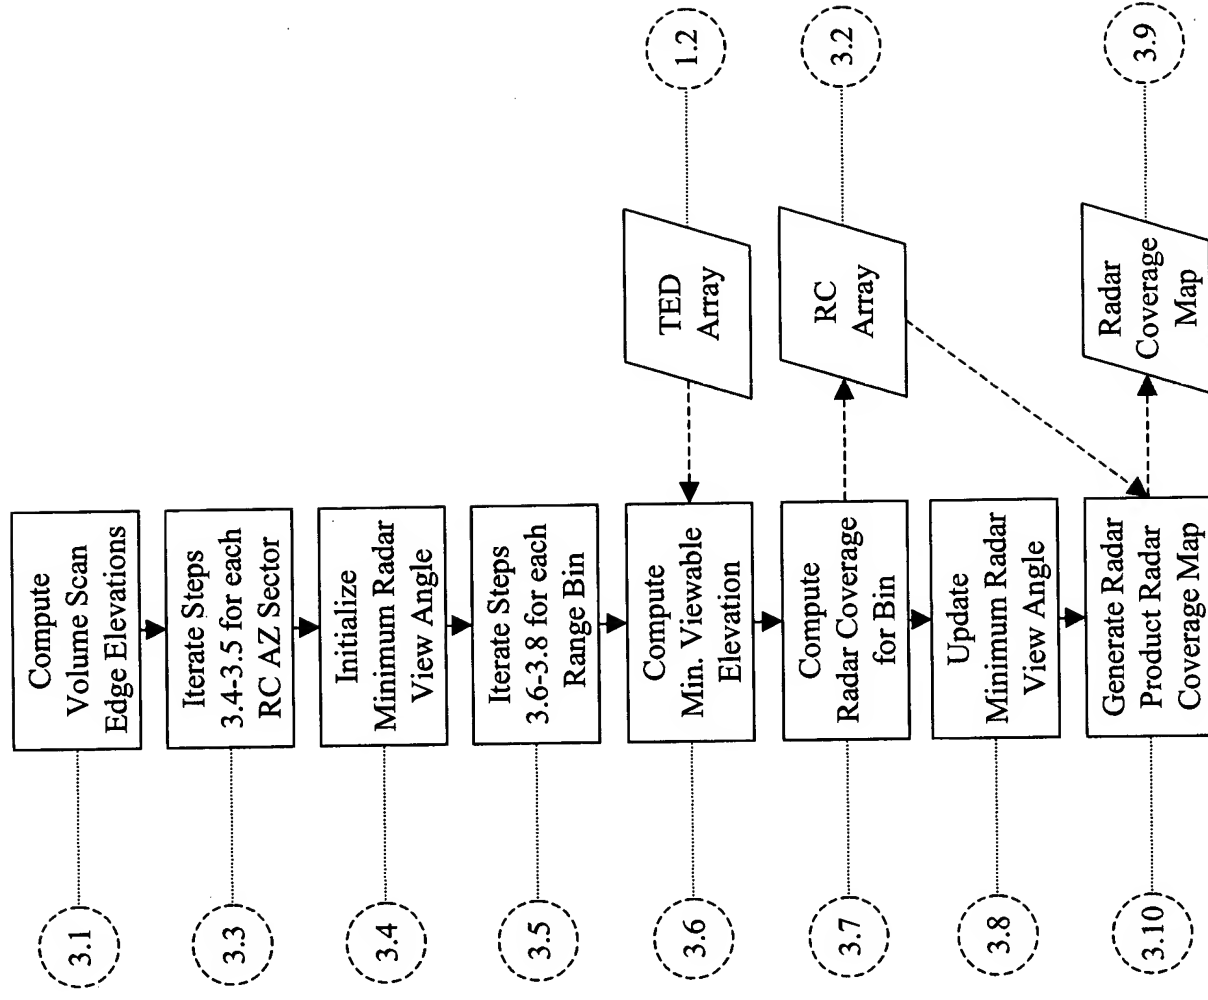 3.1
Compute
Volume Scan
Edge Elevations
3.3
Iterate Steps
3.4-3.5 for each
RC AZ Sector
3.4
Initialize
Minimum Radar
View Angle
3.5
Iterate Steps
3.6-3.8 for each
Range Bin
3.6
Compute
Min. Viewable
Elevation
TED
Array
1.2
3.7
Compute
Radar Coverage
for Bin
RC
Array
3.2
3.8
Update
Minimum Radar
View Angle
3.10
Generate Radar
Product Radar
Coverage Map
Radar
Coverage
Map
3.9